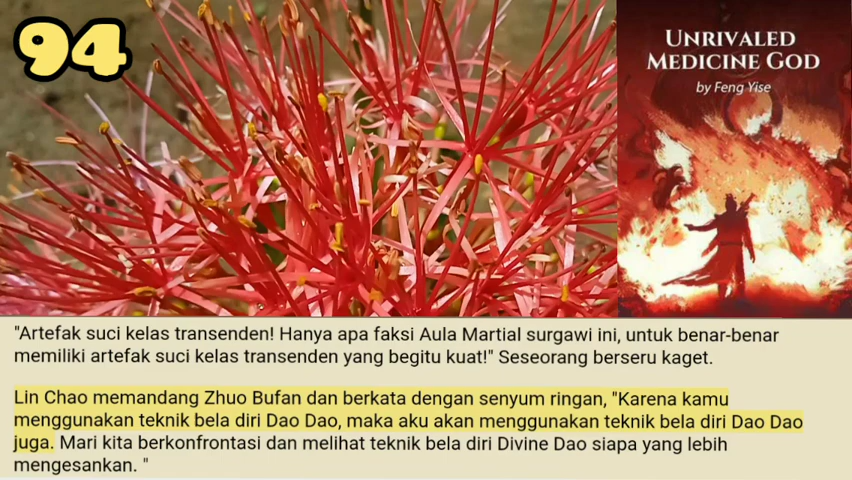 94
UNRIVALED
MEDICINE GOD
by Feng Yise
"Artefak suci kelas transenden! Hanya apa faksi Aula Martial surgawi ini, untuk benar-benar
memiliki artefak suci kelas transenden yang begitu kuat!" Seseorang berseru kaget.
Lin Chao memandang Zhuo Bufan dan berkata dengan senyum ringan, "Karena kamu
menggunakan teknik bela diri Dao Dao, maka aku akan menggunakan teknik bela diri Dao Dao
juga. Mari kita berkonfrontasi dan melihat teknik bela diri Divine Dao siapa yang lebih
mengesankan. "